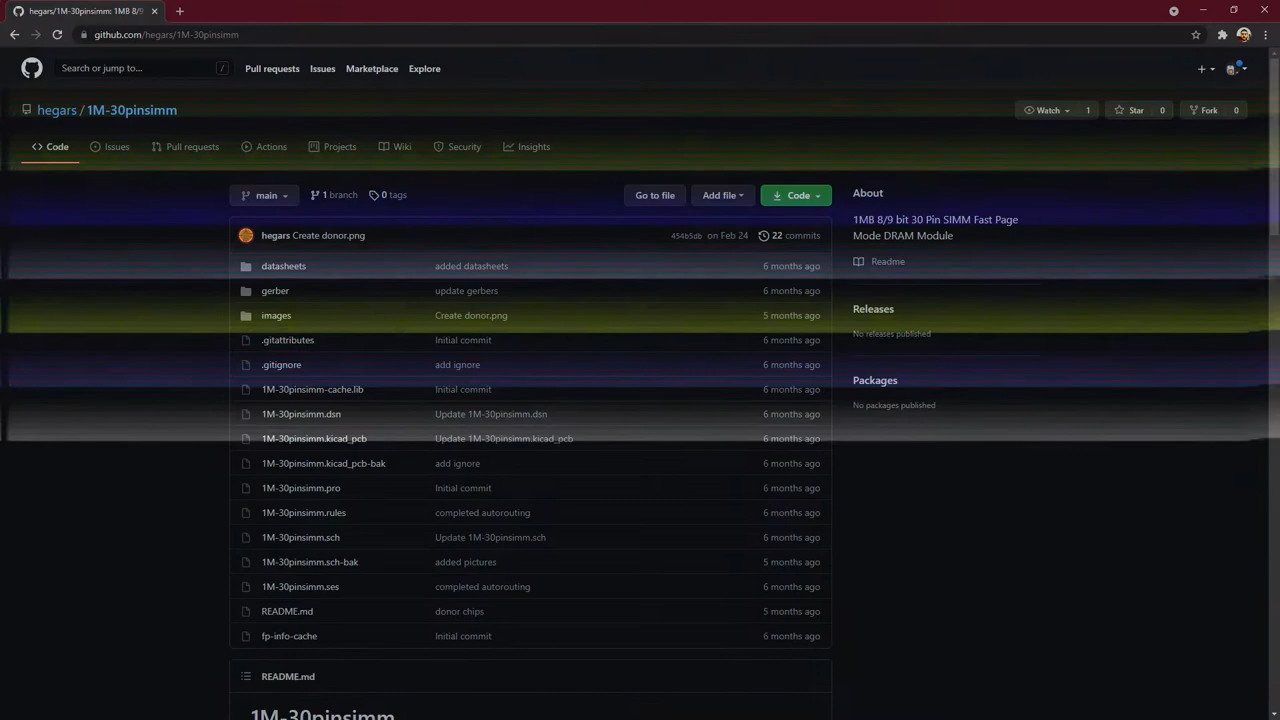 hegars/1M-30pinsimm: 1MB 8/9
github.com/hegars/1M-30pinsimm
Search or jump to... /
Pull requests Issues Marketplace Explore
hegars / 1M-30pinsimm
Watch 1 Star 0 Fork 0
Code Issues Pull requests Actions Projects Wiki Security Insights
main 1 branch 0 tags Go to file Add file Code
hegars Create donor.png 454b5db on Feb 24 22 commits
datasheets added datasheets 6 months ago
gerber update gerbers 6 months ago
images Create donor.png 5 months ago
.gitattributes Initial commit 6 months ago
.gitignore add ignore 6 months ago
1M-30pinsimm-cache.lib Initial commit 6 months ago
1M-30pinsimm.dsn Update 1M-30pinsimm.dsn 6 months ago
1M-30pinsimm.kicad_pcb Update 1M-30pinsimm.kicad_pcb 6 months ago
1M-30pinsimm.kicad_pcb-bak add ignore 6 months ago
1M-30pinsimm.pro Initial commit 6 months ago
1M-30pinsimm.rules completed autorouting 6 months ago
1M-30pinsimm.sch Update 1M-30pinsimm.sch 6 months ago
1M-30pinsimm.sch-bak added pictures 5 months ago
1M-30pinsimm.ses completed autorouting 6 months ago
README.md donor chips 5 months ago
fp-info-cache Initial commit 6 months ago
README.md
1M-30pinsimm
About
1MB 8/9 bit 30 Pin SIMM Fast Page
Mode DRAM Module
Readme
Releases
No releases published
Packages
No packages published